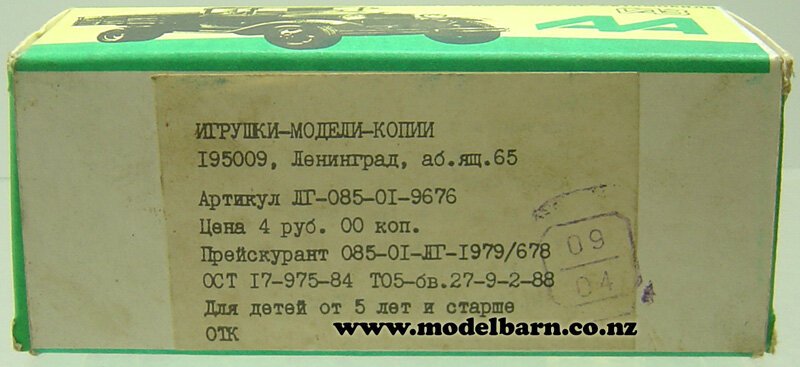 ИГРУШКИ-МОДЕЛИ-КОПИИ
195009, Ленинград, аб.ящ.65
Артикул ЛГ-085-01-9676
Цена 4 руб. 00 коп.
Прейскурант 085-01-ЛГ-1979/678
ОСТ 17-975-84 Т05-бв.27-9-2-88
Для детей от 5 лет и старше
ОТК
09
04
www.modelbarn.co.nz